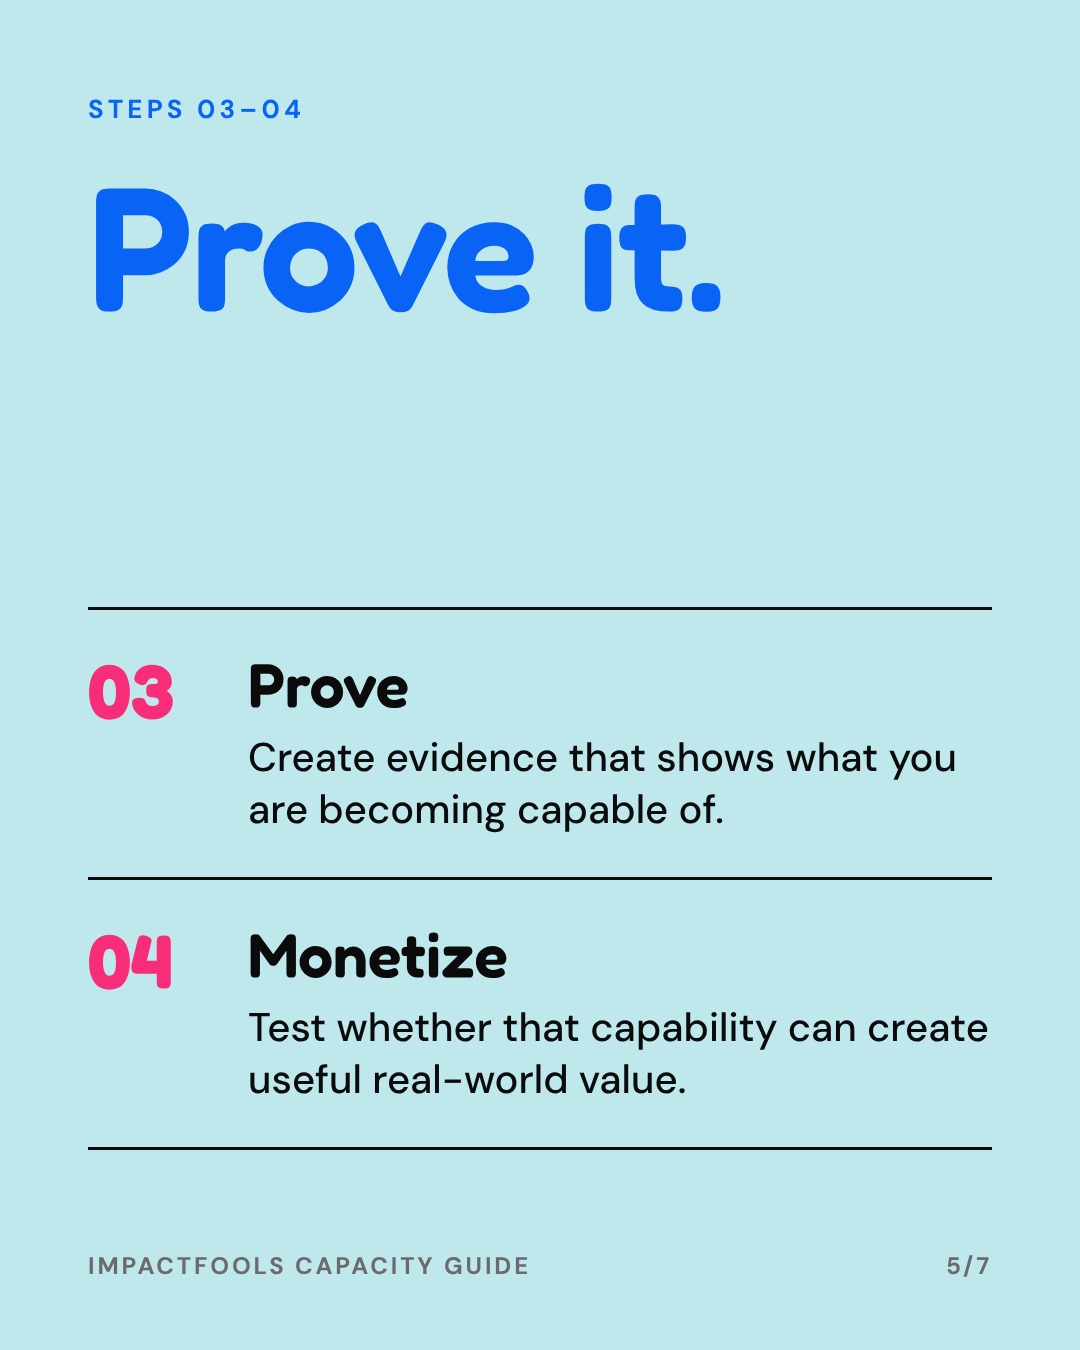 STEPS 03–04
Prove it.
03 Prove
Create evidence that shows what you
are becoming capable of.
04 Monetize
Test whether that capability can create
useful real-world value.
IMPACTFOOLS CAPACITY GUIDE 5/7